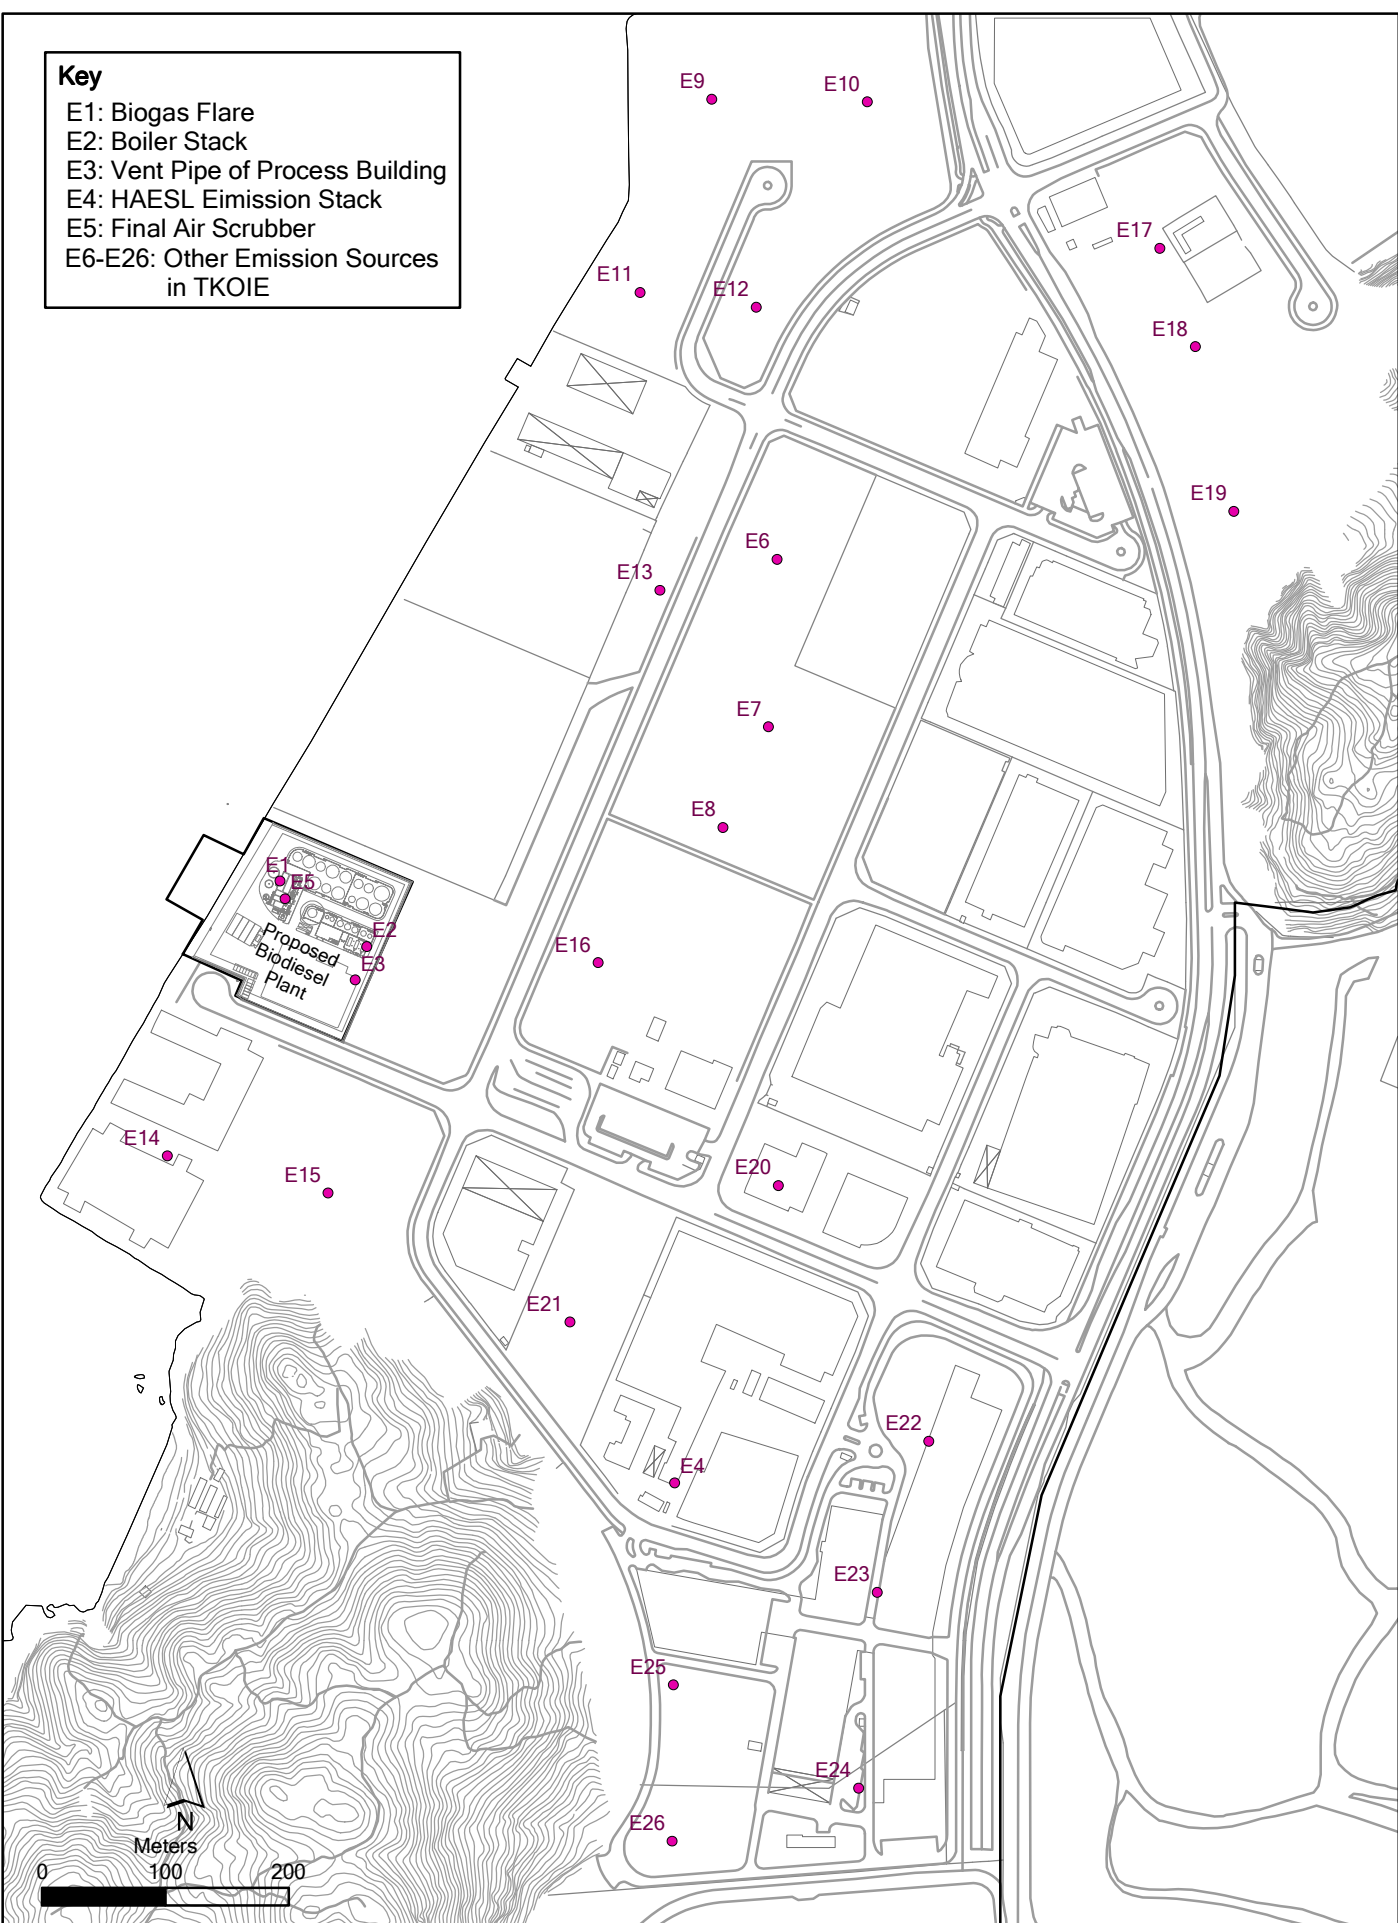 Key
E1: Biogas Flare
E2: Boiler Stack
E3: Vent Pipe of Process Building
E4: HAESL Eimission Stack
E5: Final Air Scrubber
E6-E26: Other Emission Sources
in TKOIE
E9
E10
E17
E11
E12
E18
E19
E6
E13
E7
E8
E1
E5
E2
E3
Proposed
Biodiesel
Plant
E16
E14
E15
E20
E21
E22
E4
E23
E25
E24
E26
N
Meters
0 100 200